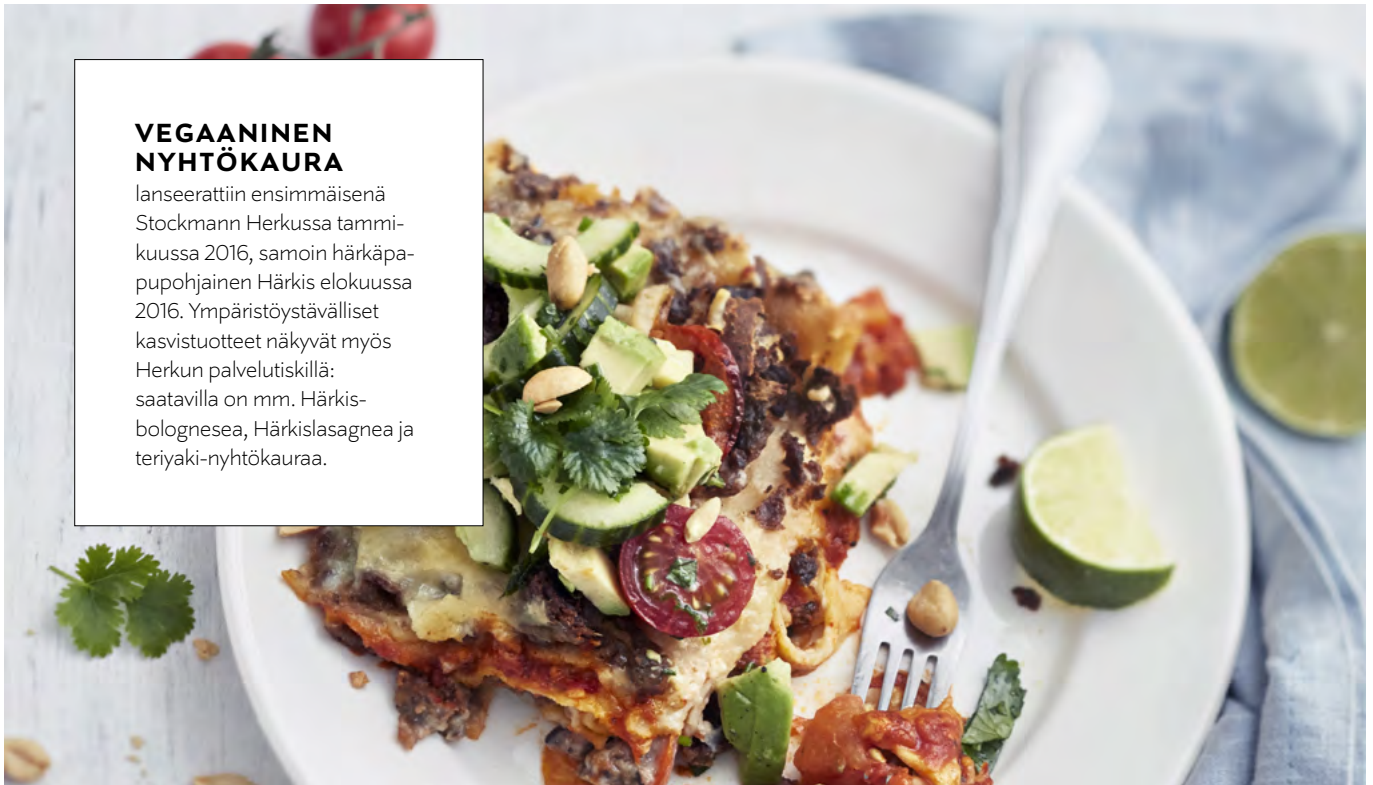 VEGAANINEN
NYHTÖKAURA
lanseerattiin ensimmäisenä
Stockmann Herkussa tammi-
kuussa 2016, samoin härkäpa-
pupohjainen Härkis elokuussa
2016. Ympäristöystävälliset
kasvistuotteet näkyvät myös
Herkun palvelutiskillä:
saatavilla on mm. Härkis-
bolognesea, Härkislasagnea ja
teriyaki-nyhtökauraa.